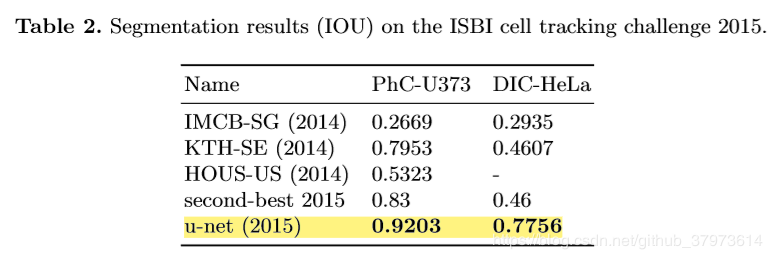 Table 2. Segmentation results (IOU) on the ISBI cell tracking challenge 2015.
Name PhC-U373 DIC-HeLa
IMCB-SG (2014) 0.2669 0.2935
KTH-SE (2014) 0.7953 0.4607
HOUS-US (2014) 0.5323 -
second-best 2015 0.83 0.46
u-net (2015) 0.9203 0.7756
https://blog.csdn.net/github_37973614